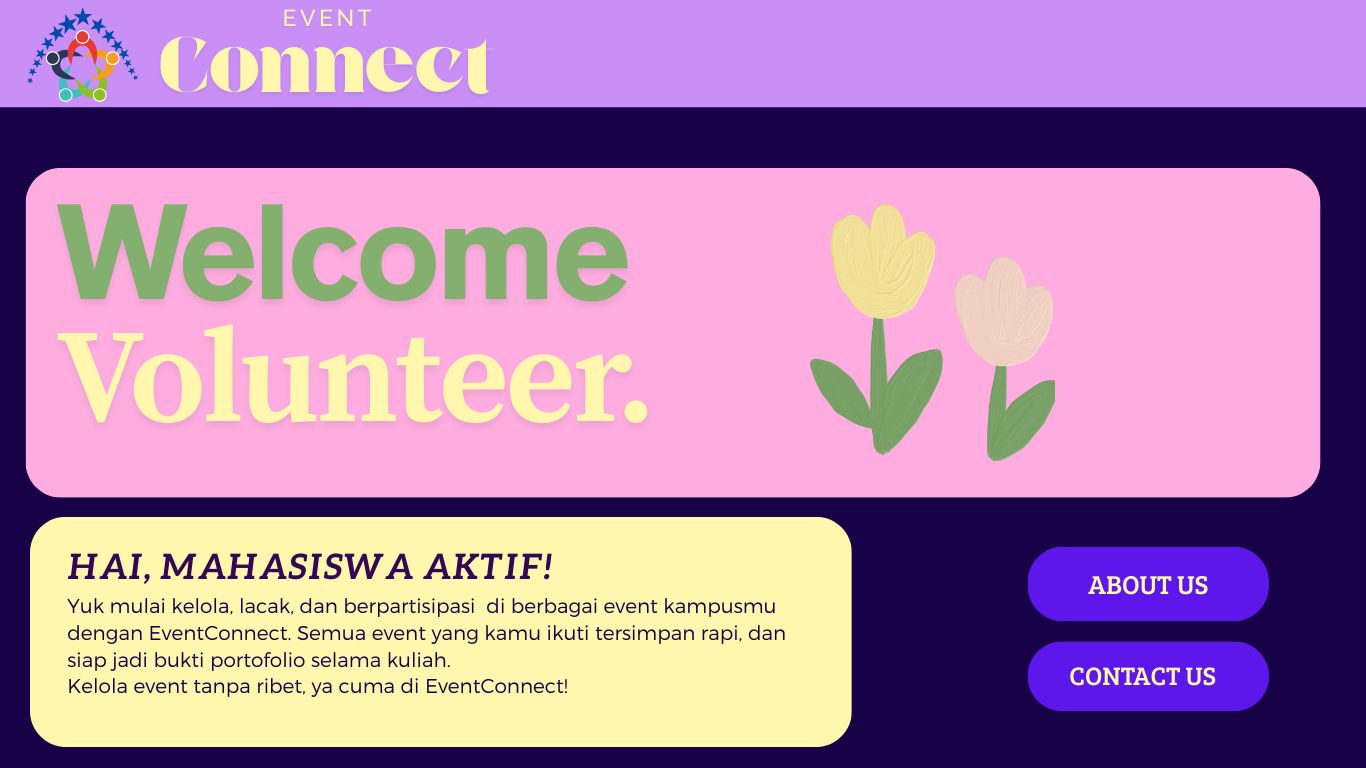 EVENT
Connect
Welcome
Volunteer.
HAI, MAHASISWA AKTIF!
Yuk mulai kelola, lacak, dan berpartisipasi  di berbagai event kampusmu
dengan EventConnect. Semua event yang kamu ikuti tersimpan rapi, dan
siap jadi bukti portofolio selama kuliah.
Kelola event tanpa ribet, ya cuma di EventConnect!
ABOUT US
CONTACT US